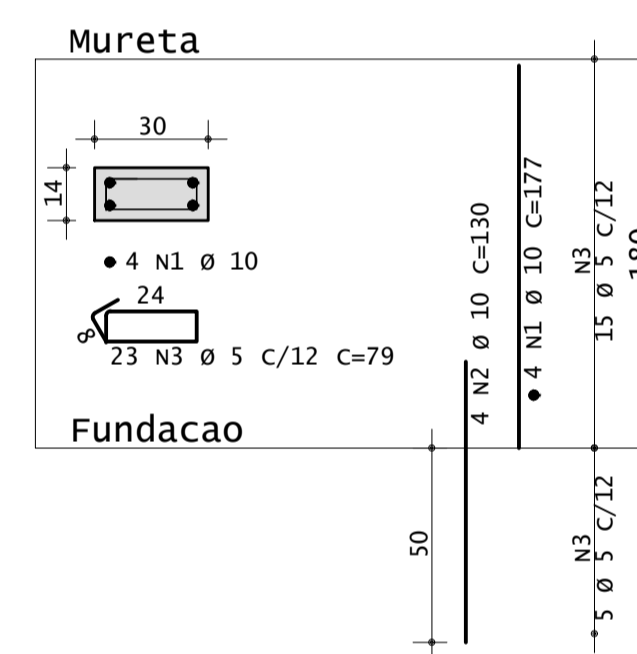 Mureta
30
14
4 N1 Ø 10
24
8
23 N3 Ø 5 C/12 C=79
Fundacao
50
4 N2 Ø 10 C=130
4 N1 Ø 10 C=177
N3
15 Ø 5 C/12
N3
5 Ø 5 C/12